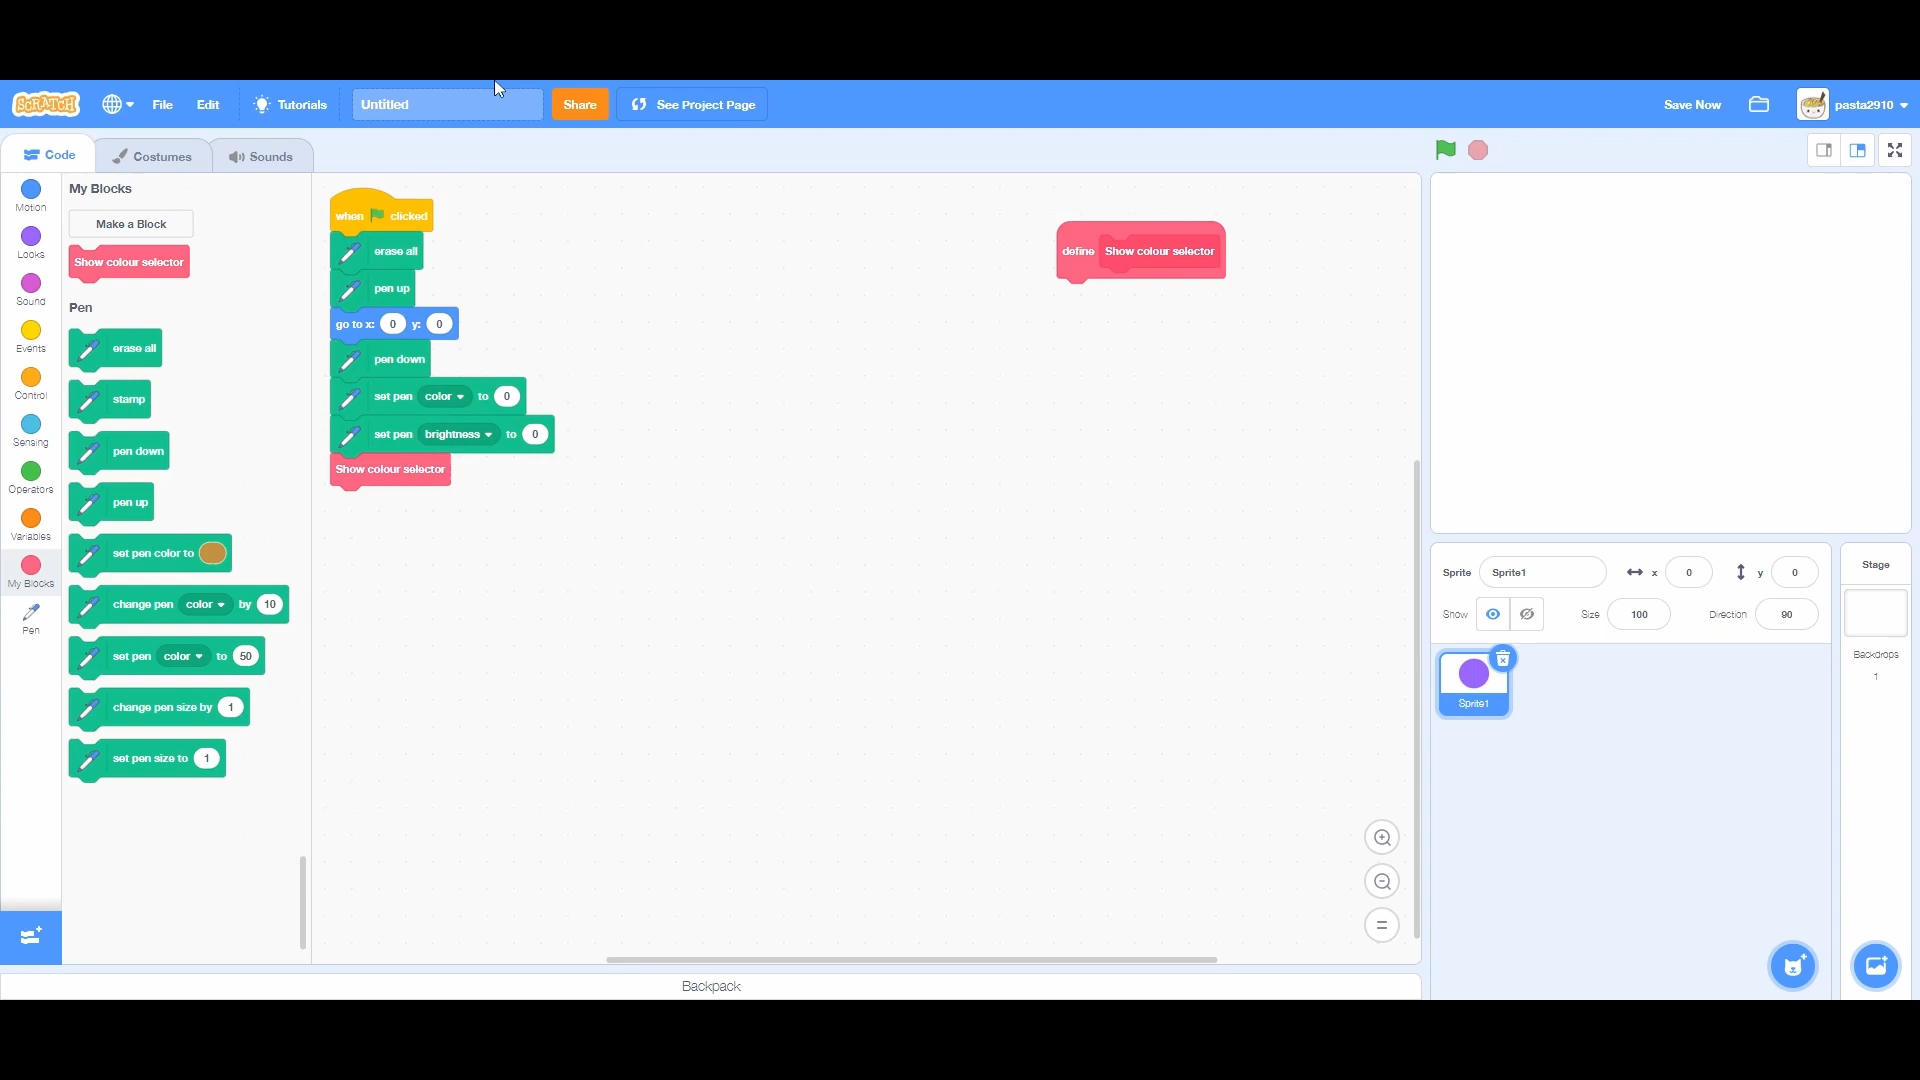 SCRATCH File Edit Tutorials Untitled Share See Project Page Save Now pasta2910
Code Costumes Sounds
Motion
Looks
Sound
Events
Control
Sensing
Operators
Variables
My Blocks
Pen
My Blocks
Make a Block
Show colour selector
Pen
erase all
stamp
pen down
pen up
set pen color to
change pen color by 10
set pen color to 50
change pen size by 1
set pen size to 1
when clicked
erase all
pen up
go to x: 0 y: 0
pen down
set pen color to 0
set pen brightness to 0
Show colour selector
define Show colour selector
Backpack
Sprite Sprite1 x 0 y 0
Show Size 100 Direction 90
Sprite1
Stage
Backdrops
1